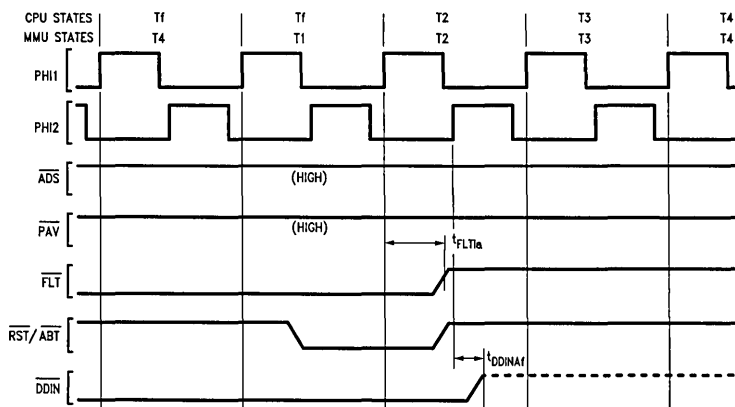 CPU STATES Tf Tf T2 T3 T4
MMU STATES T4 T1 T2 T3 T4
PHI1
PHI2
ADS (HIGH)
PAV (HIGH)
tFLTIa
FLT
RST/ABT
tDDINAf
DDIN